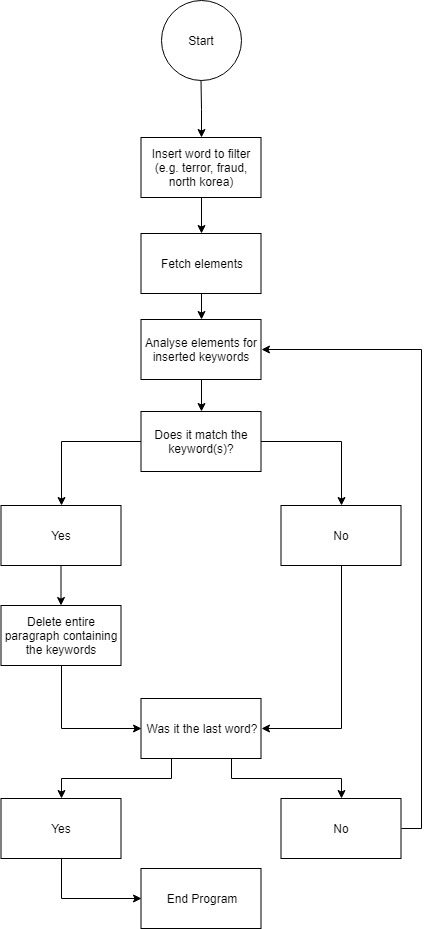 Start
Insert word to filter
(e.g. terror, fraud,
north korea)
Fetch elements
Analyse elements for
inserted keywords
Does it match the
keyword(s)?
Yes
No
Delete entire
paragraph containing
the keywords
Was it the last word?
Yes
No
End Program